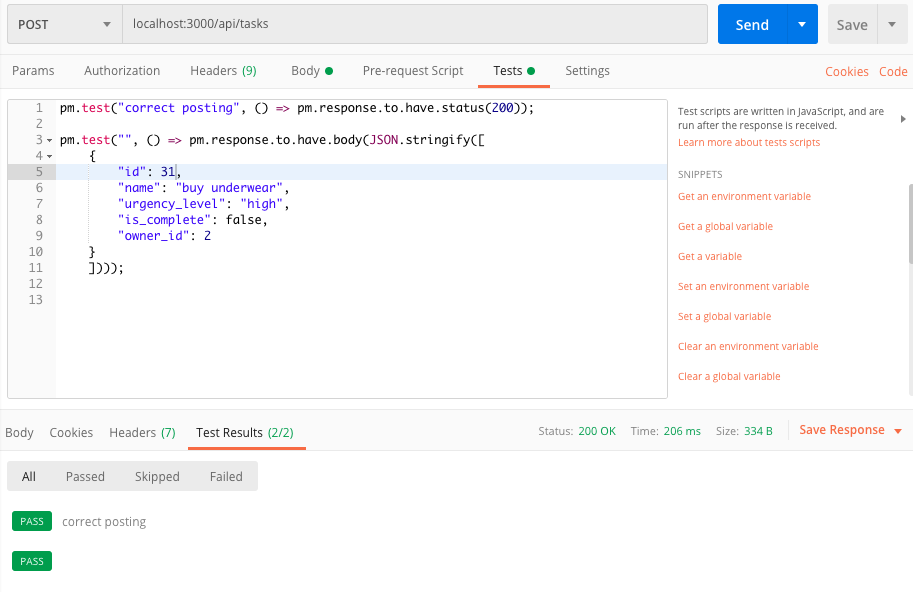 POST localhost:3000/api/tasks Send Save
Params Authorization Headers (9) Body Pre-request Script Tests Settings Cookies Code
1 pm.test("correct posting", () => pm.response.to.have.status(200));
2
3 pm.test("", () => pm.response.to.have.body(JSON.stringify([
4 {
5 "id": 31,
6 "name": "buy underwear",
7 "urgency_level": "high",
8 "is_complete": false,
9 "owner_id": 2
10 }
11 ])));
12
13
Test scripts are written in JavaScript, and are
run after the response is received.
Learn more about tests scripts
SNIPPETS
Get an environment variable
Get a global variable
Get a variable
Set an environment variable
Set a global variable
Clear an environment variable
Clear a global variable
Body Cookies Headers (7) Test Results (2/2) Status: 200 OK Time: 206 ms Size: 334 B Save Response
All Passed Skipped Failed
PASS correct posting
PASS